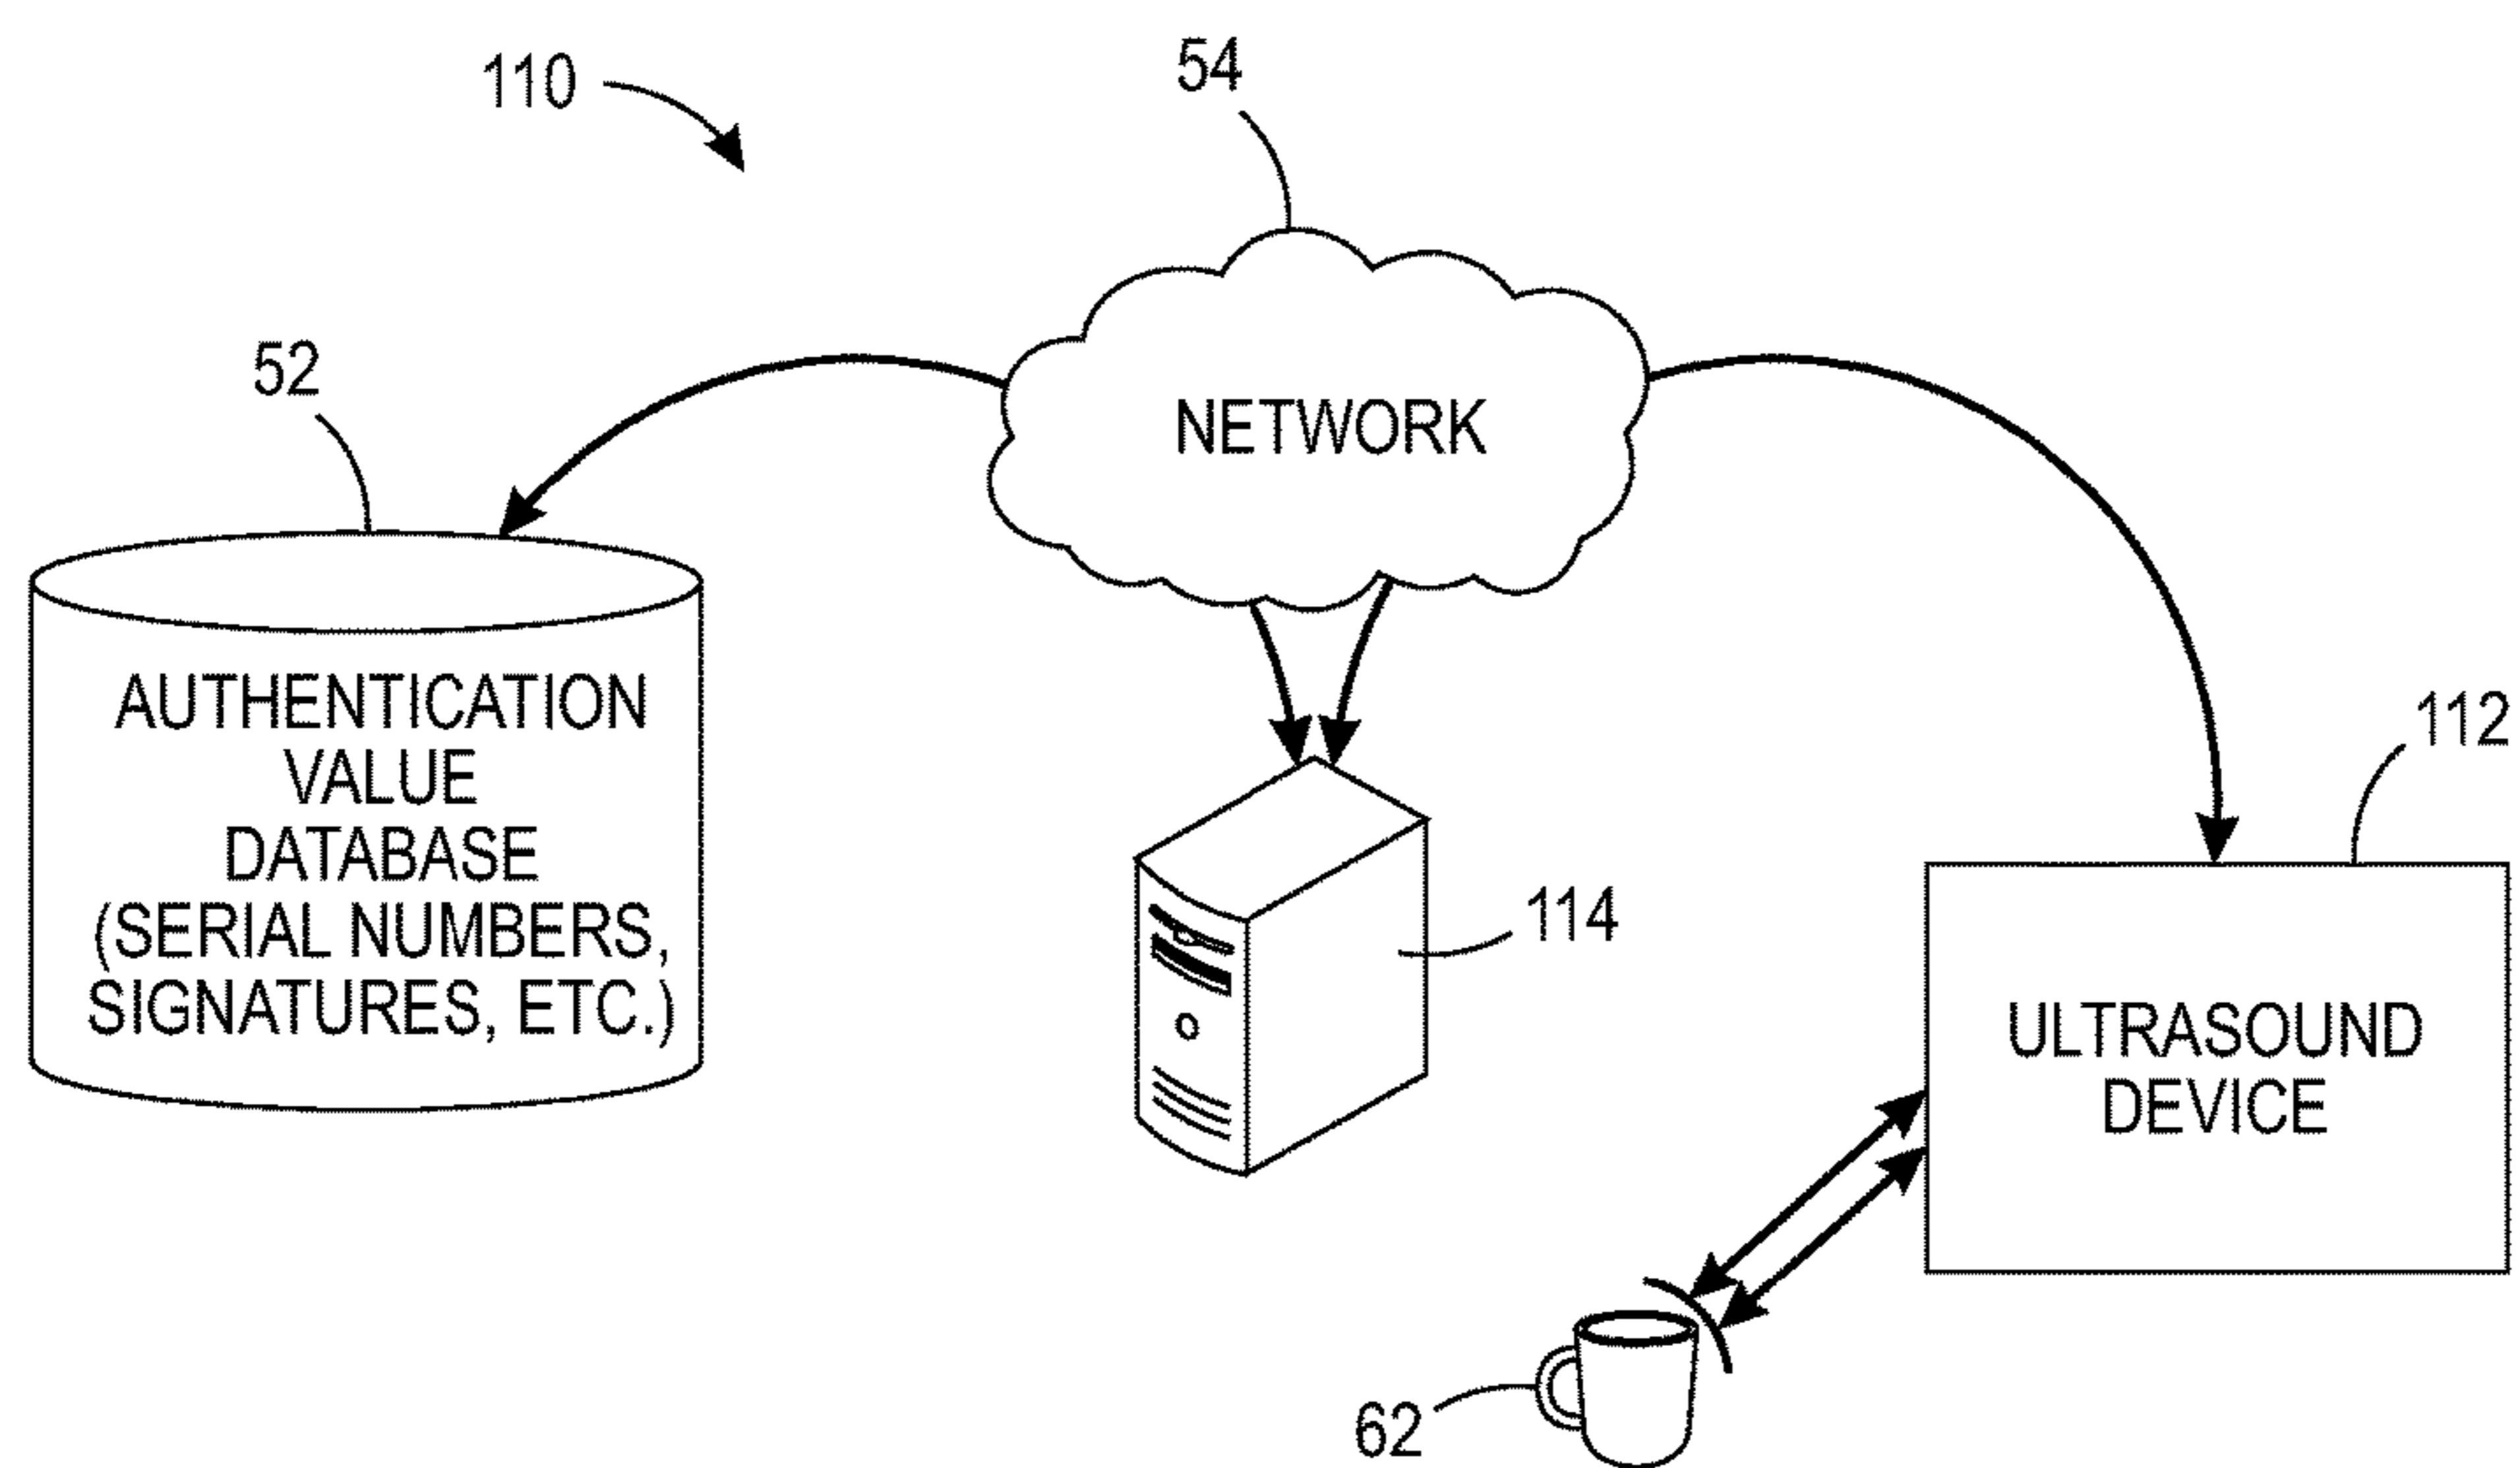 110
54
52
NETWORK
AUTHENTICATION
VALUE
DATABASE
(SERIAL NUMBERS,
SIGNATURES, ETC.)
112
114
ULTRASOUND
DEVICE
62